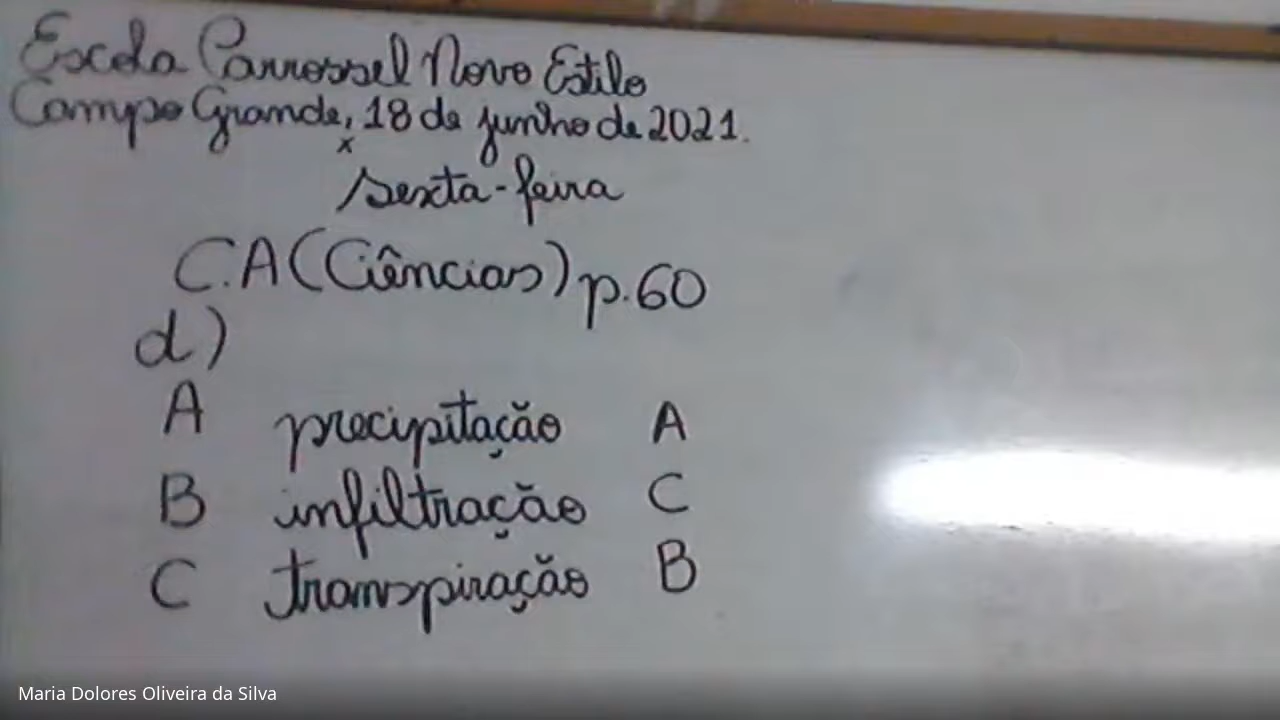 Escola Carrossel Novo Estilo
Campo Grande, 18 de junho de 2021.
x
sexta-feira
C.A (Ciências) p.60
d)
A precipitação A
B infiltração C
C transpiração B
Maria Dolores Oliveira da Silva